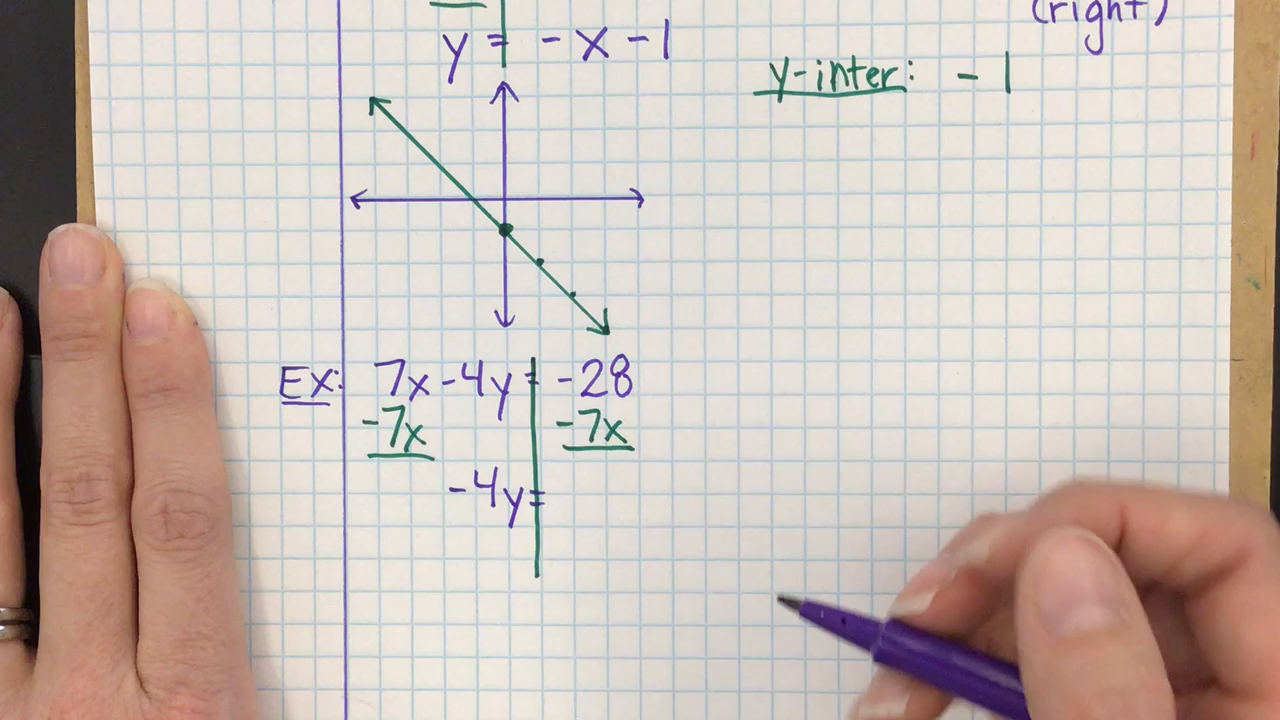 (right)
y = -x -1
y-inter: -1
Ex: 7x -4y = -28
-7x -7x
-4y =